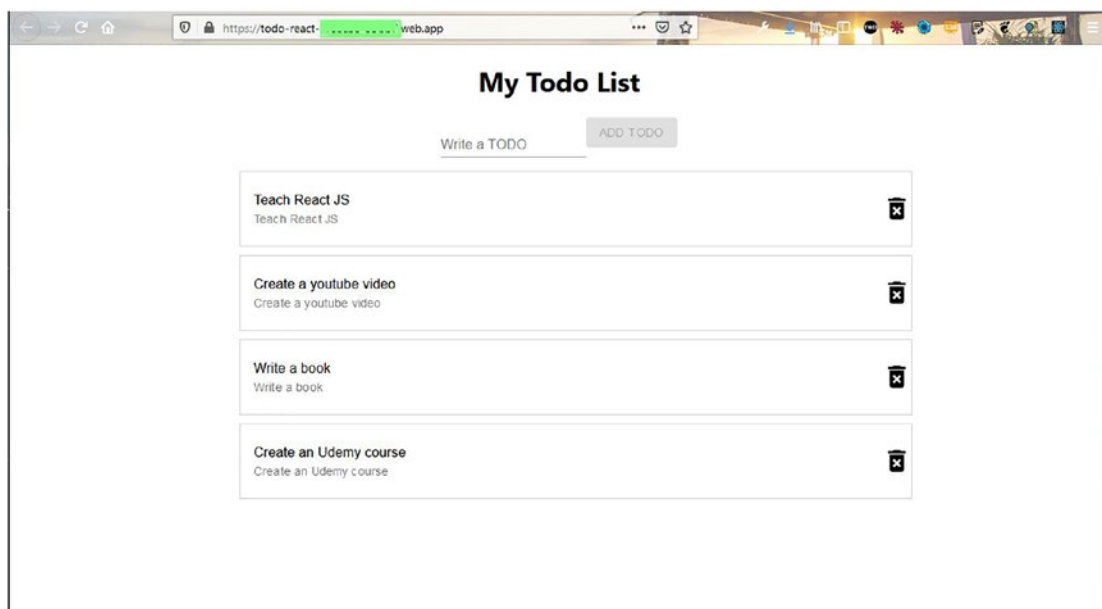 https://todo-react- web.app
My Todo List
Write a TODO
ADD TODO
Teach React JS
Teach React JS
Create a youtube video
Create a youtube video
Write a book
Write a book
Create an Udemy course
Create an Udemy course